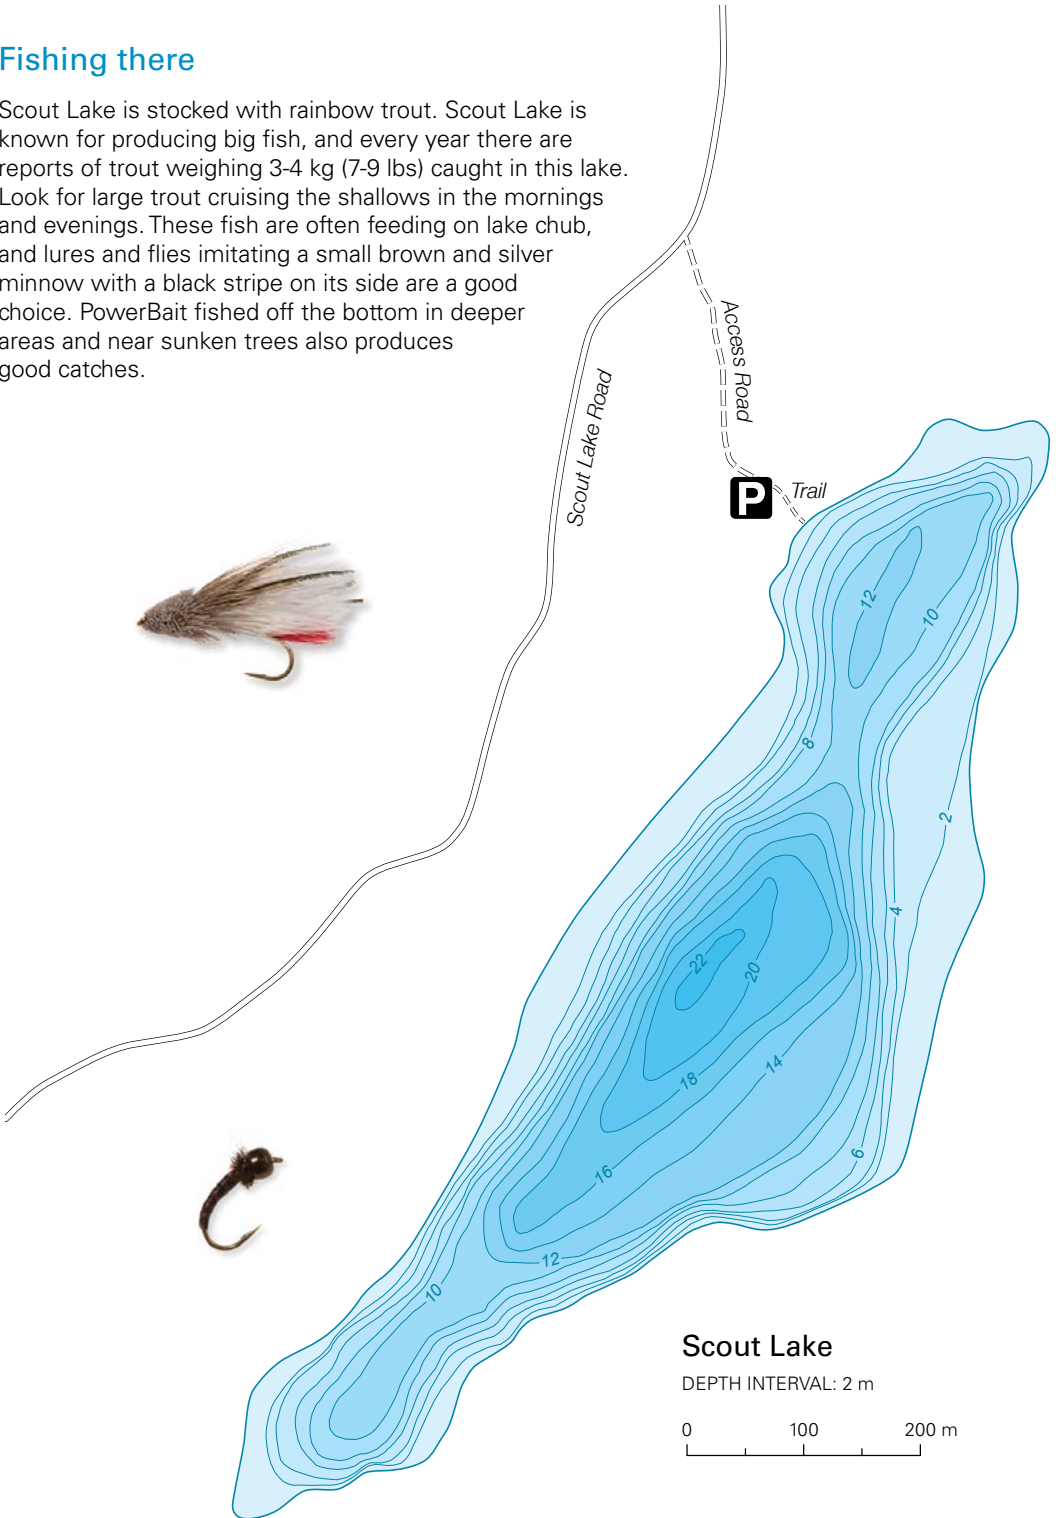 Fishing there
Scout Lake is stocked with rainbow trout. Scout Lake is
known for producing big fish, and every year there are
reports of trout weighing 3-4 kg (7-9 lbs) caught in this lake.
Look for large trout cruising the shallows in the mornings
and evenings. These fish are often feeding on lake chub,
and lures and flies imitating a small brown and silver
minnow with a black stripe on its side are a good
choice. PowerBait fished off the bottom in deeper
areas and near sunken trees also produces
good catches.
Access Road
Scout Lake Road
P
Trail
12
10
8
2
4
22
20
18
14
16
6
12
10
Scout Lake
DEPTH INTERVAL: 2 m
0 100 200 m